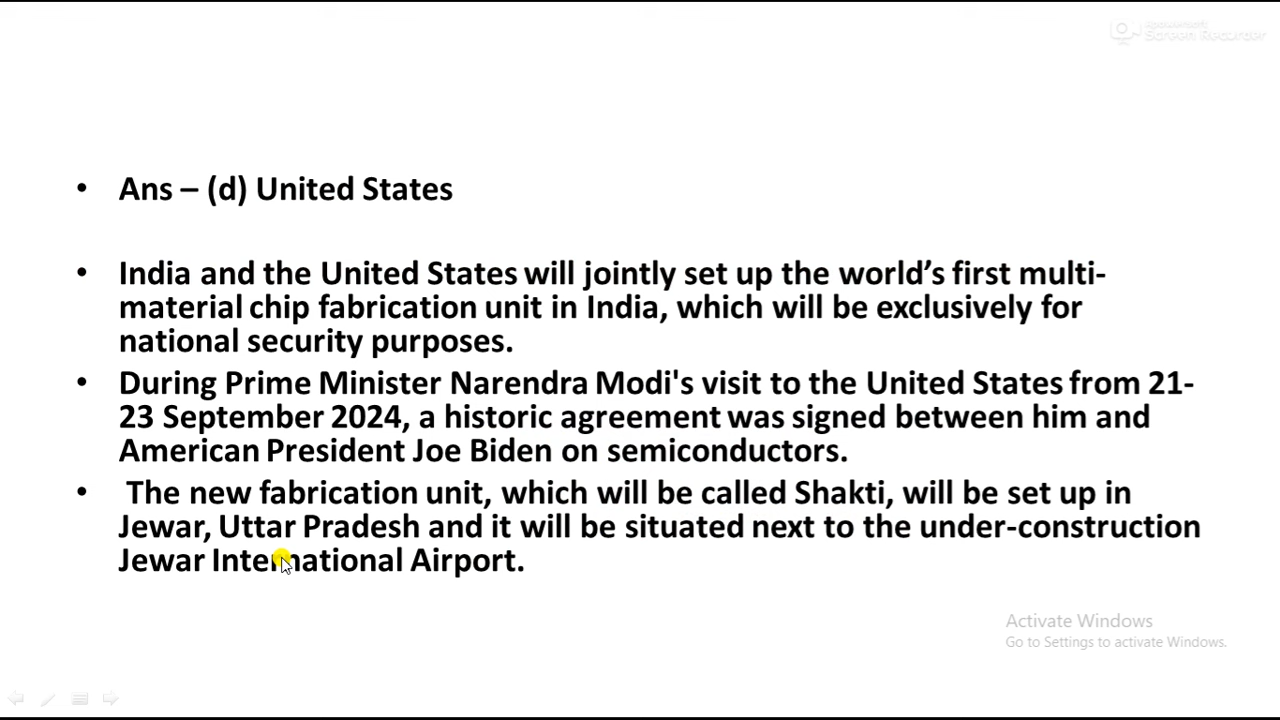 Apowersoft
Screen Recorder
• Ans – (d) United States
• India and the United States will jointly set up the world’s first multi-
material chip fabrication unit in India, which will be exclusively for
national security purposes.
• During Prime Minister Narendra Modi's visit to the United States from 21-
23 September 2024, a historic agreement was signed between him and
American President Joe Biden on semiconductors.
• The new fabrication unit, which will be called Shakti, will be set up in
Jewar, Uttar Pradesh and it will be situated next to the under-construction
Jewar International Airport.
Activate Windows
Go to Settings to activate Windows.